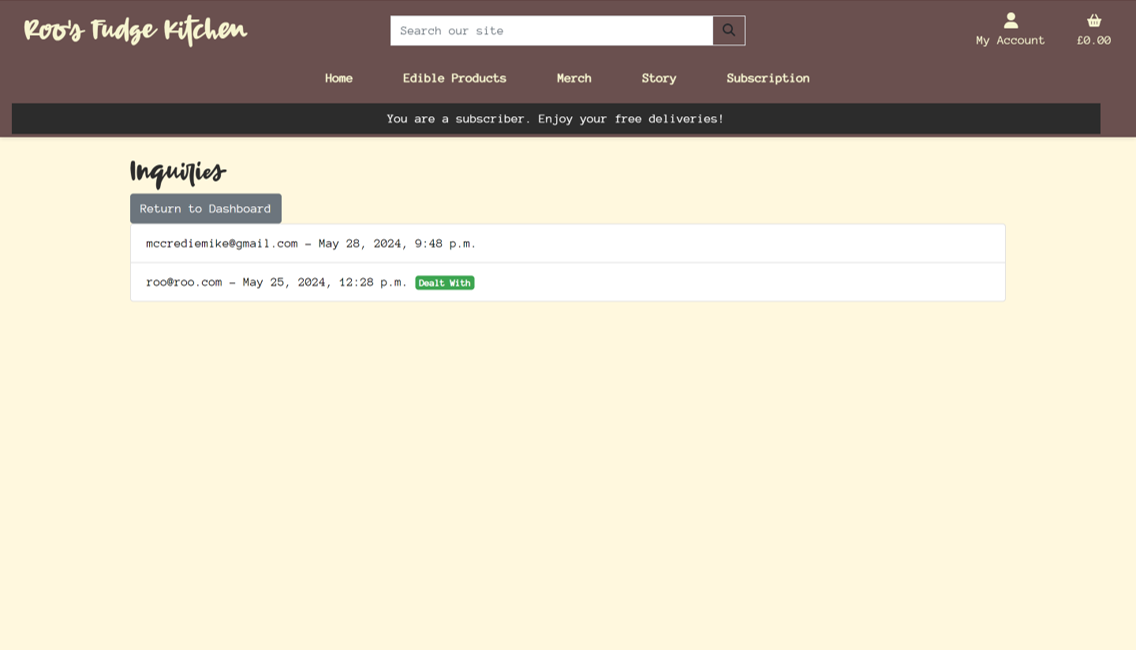 Roo's Fudge Kitchen
Search our site
My Account
£0.00
Home Edible Products Merch Story Subscription
You are a subscriber. Enjoy your free deliveries!
Inquiries
Return to Dashboard
mccrediemike@gmail.com - May 28, 2024, 9:48 p.m.
roo@roo.com - May 25, 2024, 12:28 p.m. Dealt With